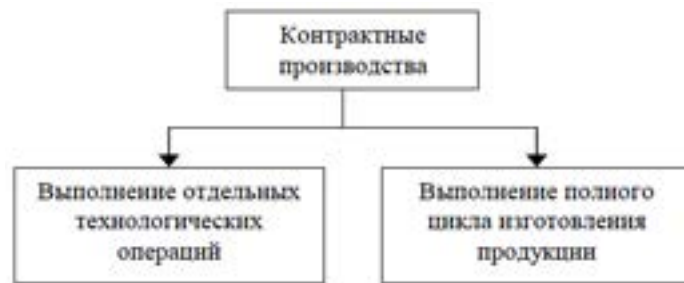 Контрактные
производства
Выполнение отдельных
технологических
операций
Выполнение полного
цикла изготовления
продукции